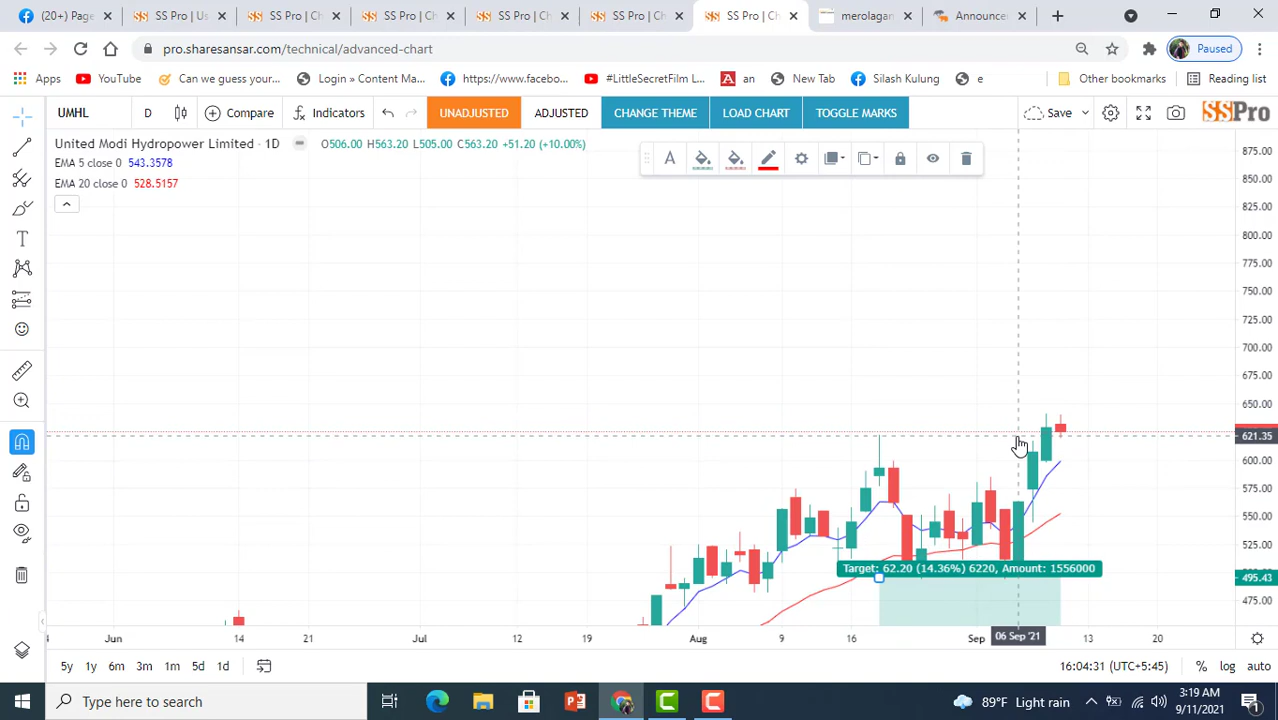 (20+) Page
SS Pro | Us
SS Pro | Ch
SS Pro | Ch
SS Pro | Ch
SS Pro | Ch
SS Pro | Ch
merolagan
Announcer
pro.sharesansar.com/technical/advanced-chart
Paused
Apps
YouTube
Can we guess your...
Login » Content Ma...
https://www.facebo...
#LittleSecretFilm L...
an
New Tab
Silash Kulung
e
Other bookmarks
Reading list
UMHL
D
Compare
Indicators
UNADJUSTED
ADJUSTED
CHANGE THEME
LOAD CHART
TOGGLE MARKS
Save
SSPro
United Modi Hydropower Limited · 1D
O506.00 H563.20 L505.00 C563.20 +51.20 (+10.00%)
EMA 5 close 0 543.3578
EMA 20 close 0 528.5157
875.00
850.00
825.00
800.00
775.00
750.00
725.00
700.00
675.00
650.00
621.35
600.00
575.00
550.00
525.00
495.43
475.00
Target: 62.20 (14.36%) 6220, Amount: 1556000
Jun
14
21
Jul
12
19
Aug
9
16
Sep
06 Sep '21
13
20
5y 1y 6m 3m 1m 5d 1d
16:04:31 (UTC+5:45)
% log auto
Type here to search
89°F Light rain
3:19 AM
9/11/2021
1